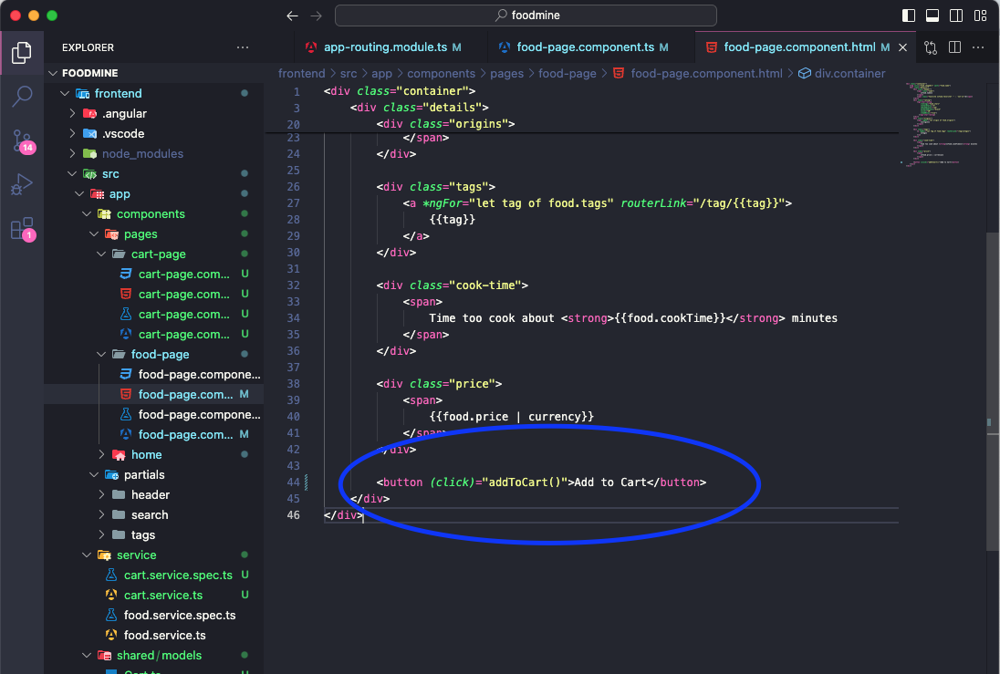 foodmine
EXPLORER
app-routing.module.ts M
food-page.component.ts M
food-page.component.html M
FOODMINE
frontend
.angular
.vscode
node_modules
src
app
components
pages
cart-page
cart-page.com... U
cart-page.com... U
cart-page.com... U
cart-page.com... U
food-page
food-page.compone...
food-page.com... M
food-page.compone...
food-page.com... M
home
partials
header
search
tags
service
cart.service.spec.ts U
cart.service.ts U
food.service.spec.ts
food.service.ts
shared/models
14
1
frontend > src > app > components > pages > food-page > food-page.component.html > div.container
1 <div class="container">
3 <div class="details">
20 <div class="origins">
23 </span>
24 </div>
25
26 <div class="tags">
27 <a *ngFor="let tag of food.tags" routerLink="/tag/{{tag}}">
28 {{tag}}
29 </a>
30 </div>
31
32 <div class="cook-time">
33 <span>
34 Time too cook about <strong>{{food.cookTime}}</strong> minutes
35 </span>
36 </div>
37
38 <div class="price">
39 <span>
40 {{food.price | currency}}
41 </span>
42 </div>
43
44 <button (click)="addToCart()">Add to Cart</button>
45 </div>
46 </div>